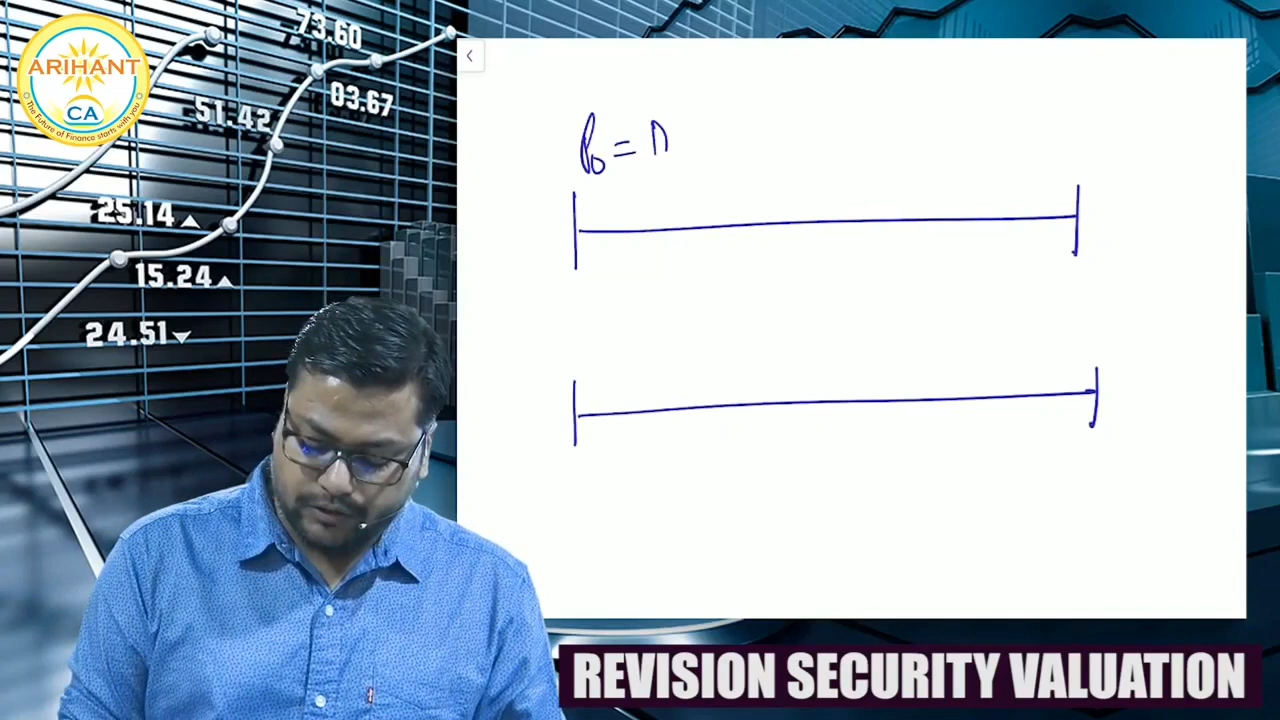 73.60
ARIHANT
CA
The Future of Finance starts with you
51.42
03.67
25.14
15.24
24.51
P₀ = n
REVISION SECURITY VALUATION